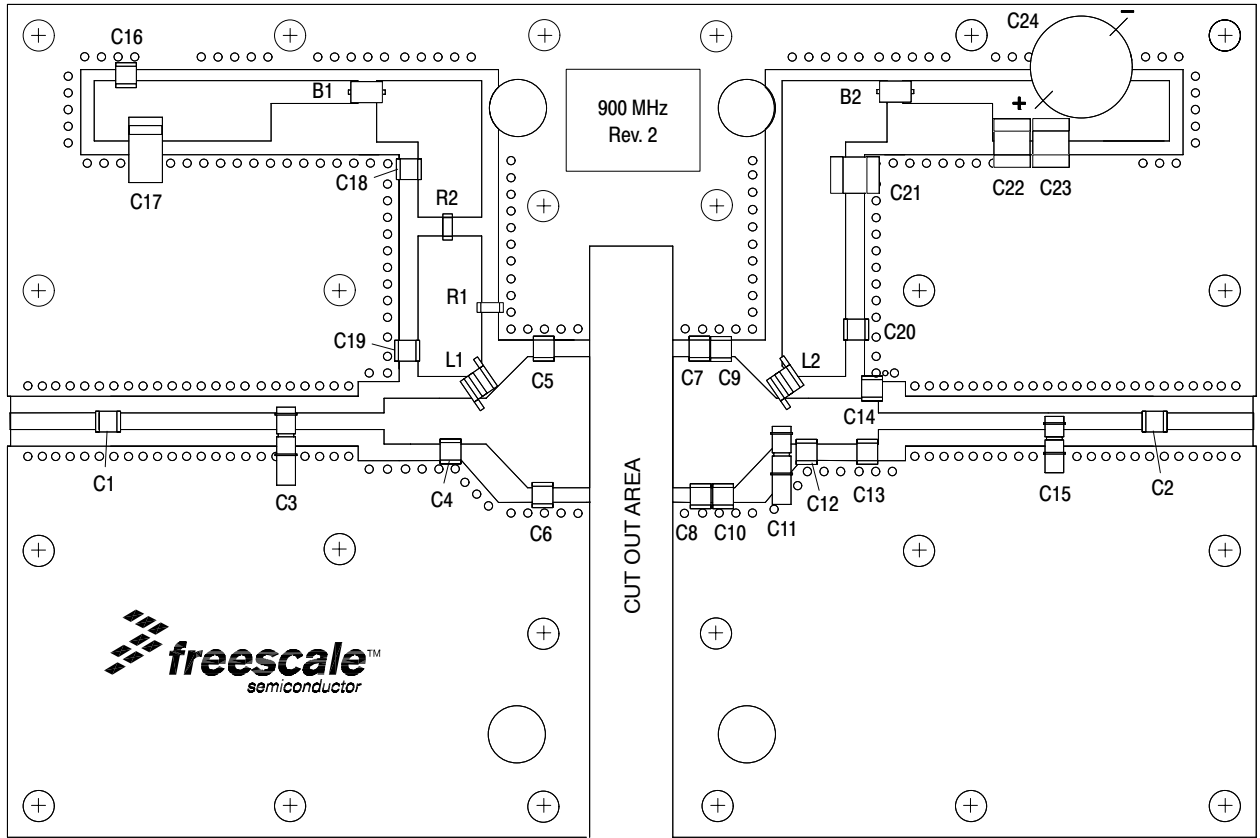 C16
C24
−
B1
900 MHz
Rev. 2
B2
+
C17
C18
R2
C21
C22
C23
R1
C19
L1
C5
C7
C9
L2
C20
C14
C1
C3
C4
C6
C8
C10
C11
C12
C13
C15
C2
CUT OUT AREA
freescale™
semiconductor